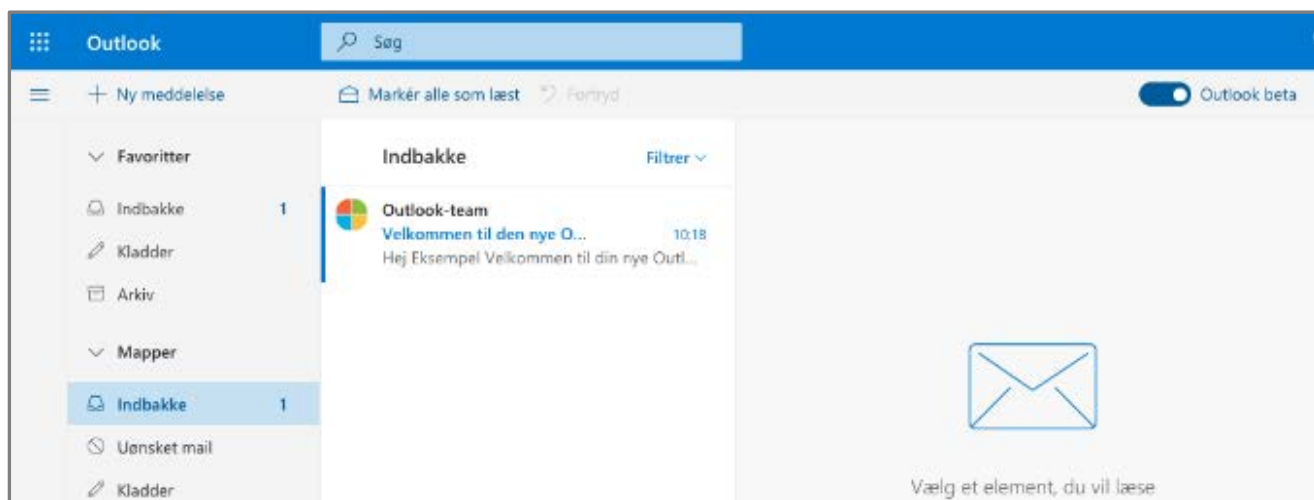 Outlook
Søg
Ny meddelelse
Markér alle som læst
Fortryd
Outlook beta
Favoritter
Indbakke 1
Kladder
Arkiv
Mapper
Indbakke 1
Uønsket mail
Kladder
Indbakke
Filtrer
Outlook-team
Velkommen til den nye O... 10:18
Hej Eksempel Velkommen til din nye Outl...
Vælg et element, du vil læse